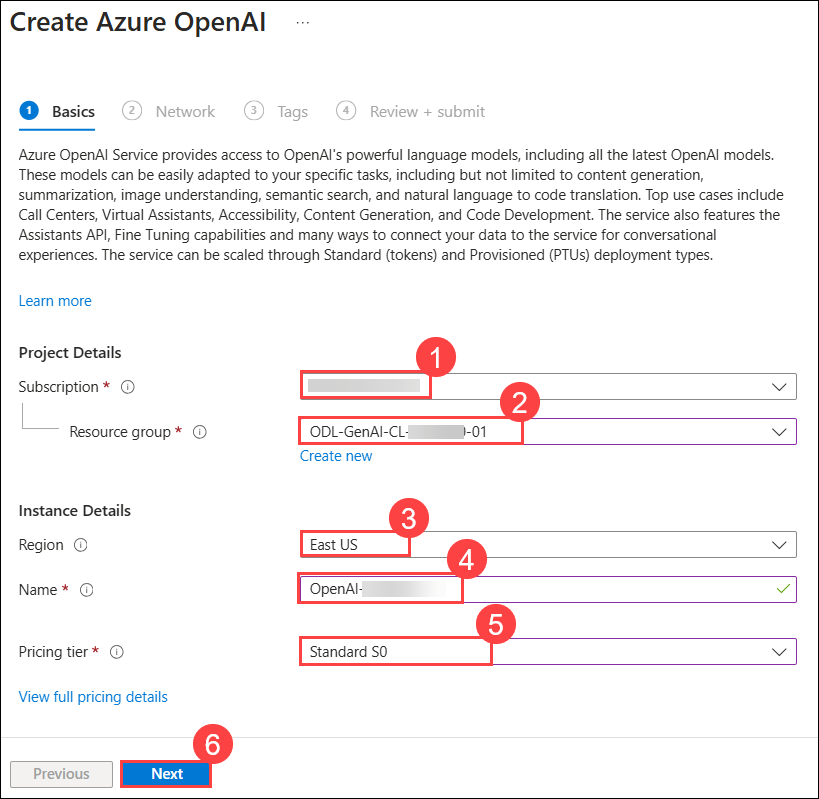 Create Azure OpenAI ...
1 Basics 2 Network 3 Tags 4 Review + submit
Azure OpenAI Service provides access to OpenAI's powerful language models, including all the latest OpenAI models.
These models can be easily adapted to your specific tasks, including but not limited to content generation,
summarization, image understanding, semantic search, and natural language to code translation. Top use cases include
Call Centers, Virtual Assistants, Accessibility, Content Generation, and Code Development. The service also features the
Assistants API, Fine Tuning capabilities and many ways to connect your data to the service for conversational
experiences. The service can be scaled through Standard (tokens) and Provisioned (PTUs) deployment types.
Learn more
Project Details
1
Subscription *
2
Resource group * ODL-GenAI-CL- -01
Create new
Instance Details
3
Region East US
4
Name * OpenAI-
5
Pricing tier * Standard S0
View full pricing details
6
Previous Next